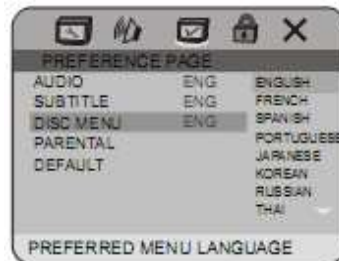 PREFERENCE PAGE
AUDIO ENG ENGLISH
SUBTITLE ENG FRENCH
DISC MENU ENG SPANISH
PARENTAL PORTUGUESE
DEFAULT JAPANESE
KOREAN
RUSSIAN
THAI
PREFERRED MENU LANGUAGE